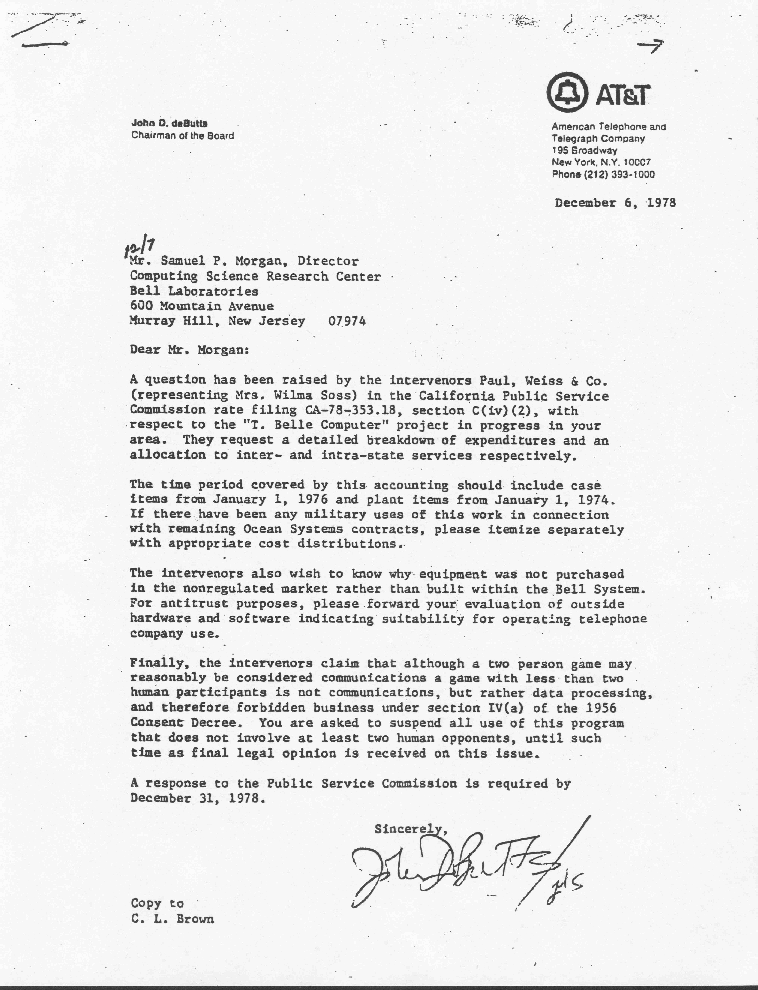 AT&T
John D. deButts
Chairman of the Board
American Telephone and
Telegraph Company
195 Broadway
New York, N.Y. 10007
Phone (212) 393-1000
December 6, 1978
12/7
Mr. Samuel P. Morgan, Director
Computing Science Research Center
Bell Laboratories
600 Mountain Avenue
Murray Hill, New Jersey 07974
Dear Mr. Morgan:
A question has been raised by the intervenors Paul, Weiss & Co.
(representing Mrs. Wilma Soss) in the California Public Service
Commission rate filing CA-78-353.18, section C(iv)(2), with
respect to the "T. Belle Computer" project in progress in your
area. They request a detailed breakdown of expenditures and an
allocation to inter- and intra-state services respectively.
The time period covered by this accounting should include case
items from January 1, 1976 and plant items from January 1, 1974.
If there have been any military uses of this work in connection
with remaining Ocean Systems contracts, please itemize separately
with appropriate cost distributions.
The intervenors also wish to know why equipment was not purchased
in the nonregulated market rather than built within the Bell System.
For antitrust purposes, please forward your evaluation of outside
hardware and software indicating suitability for operating telephone
company use.
Finally, the intervenors claim that although a two person game may
reasonably be considered communications a game with less than two
human participants is not communications, but rather data processing,
and therefore forbidden business under section IV(a) of the 1956
Consent Decree. You are asked to suspend all use of this program
that does not involve at least two human opponents, until such
time as final legal opinion is received on this issue.
A response to the Public Service Commission is required by
December 31, 1978.
Sincerely,
John D. deButts/
Copy to
C. L. Brown